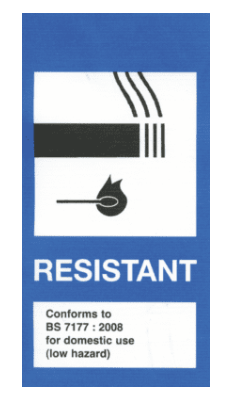 RESISTANT
Conforms to
BS 7177 : 2008
for domestic use
(low hazard)